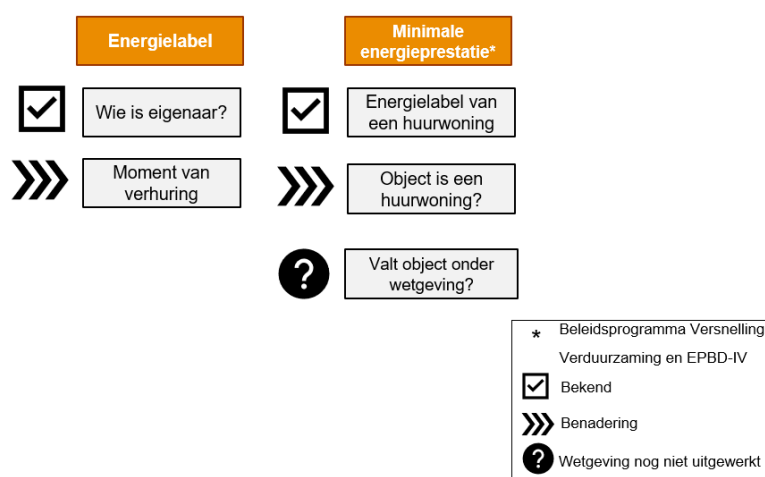 Energielabel
Minimale
energieprestatie*
Wie is eigenaar?
Energielabel van
een huurwoning
Moment van
verhuring
Object is een
huurwoning?
?
Valt object onder
wetgeving?
* Beleidsprogramma Versnelling
Verduurzaming en EPBD-IV
Bekend
Benadering
? Wetgeving nog niet uitgewerkt